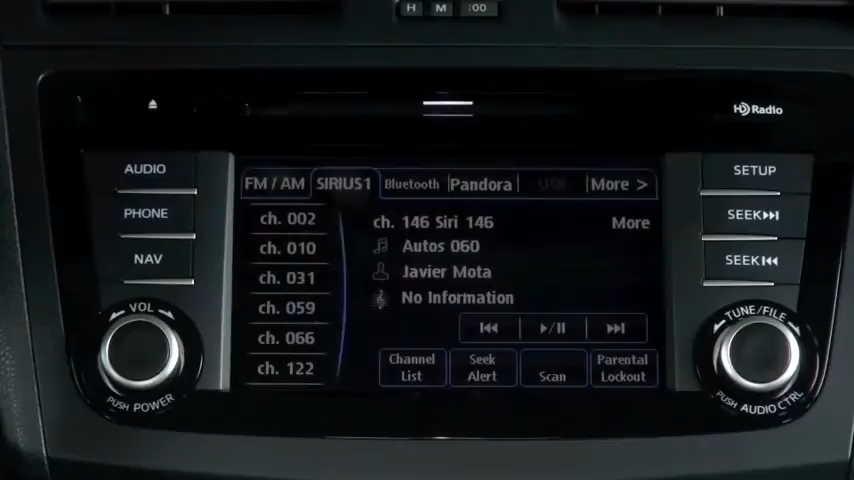 H M :00
HD Radio
AUDIO
PHONE
NAV
VOL
PUSH POWER
FM / AM SIRIUS1 Bluetooth Pandora USB More >
ch. 002
ch. 010
ch. 031
ch. 059
ch. 066
ch. 122
ch. 146 Siri 146 More
Autos 060
Javier Mota
No Information
Channel List
Seek Alert
Scan
Parental Lockout
SETUP
SEEK
SEEK
TUNE/FILE
PUSH AUDIO CTRL